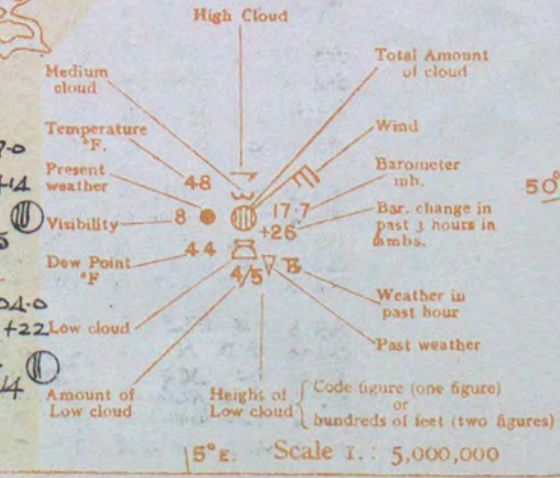 High Cloud
Total Amount
of cloud
Medium
cloud
Temperature
°F.
Wind
Present
weather
48
Barometer
mb.
50°
Visibility
8
17.7
+26
Bar. change in
past 3 hours in
mbs.
Dew Point
°F
44
4/5
Weather in
past hour
+22
Low cloud
Past weather
Amount of
Low cloud
Height of
Low cloud
Code figure (one figure)
or
hundreds of feet (two figures)
5° E.
Scale 1. : 5,000,000